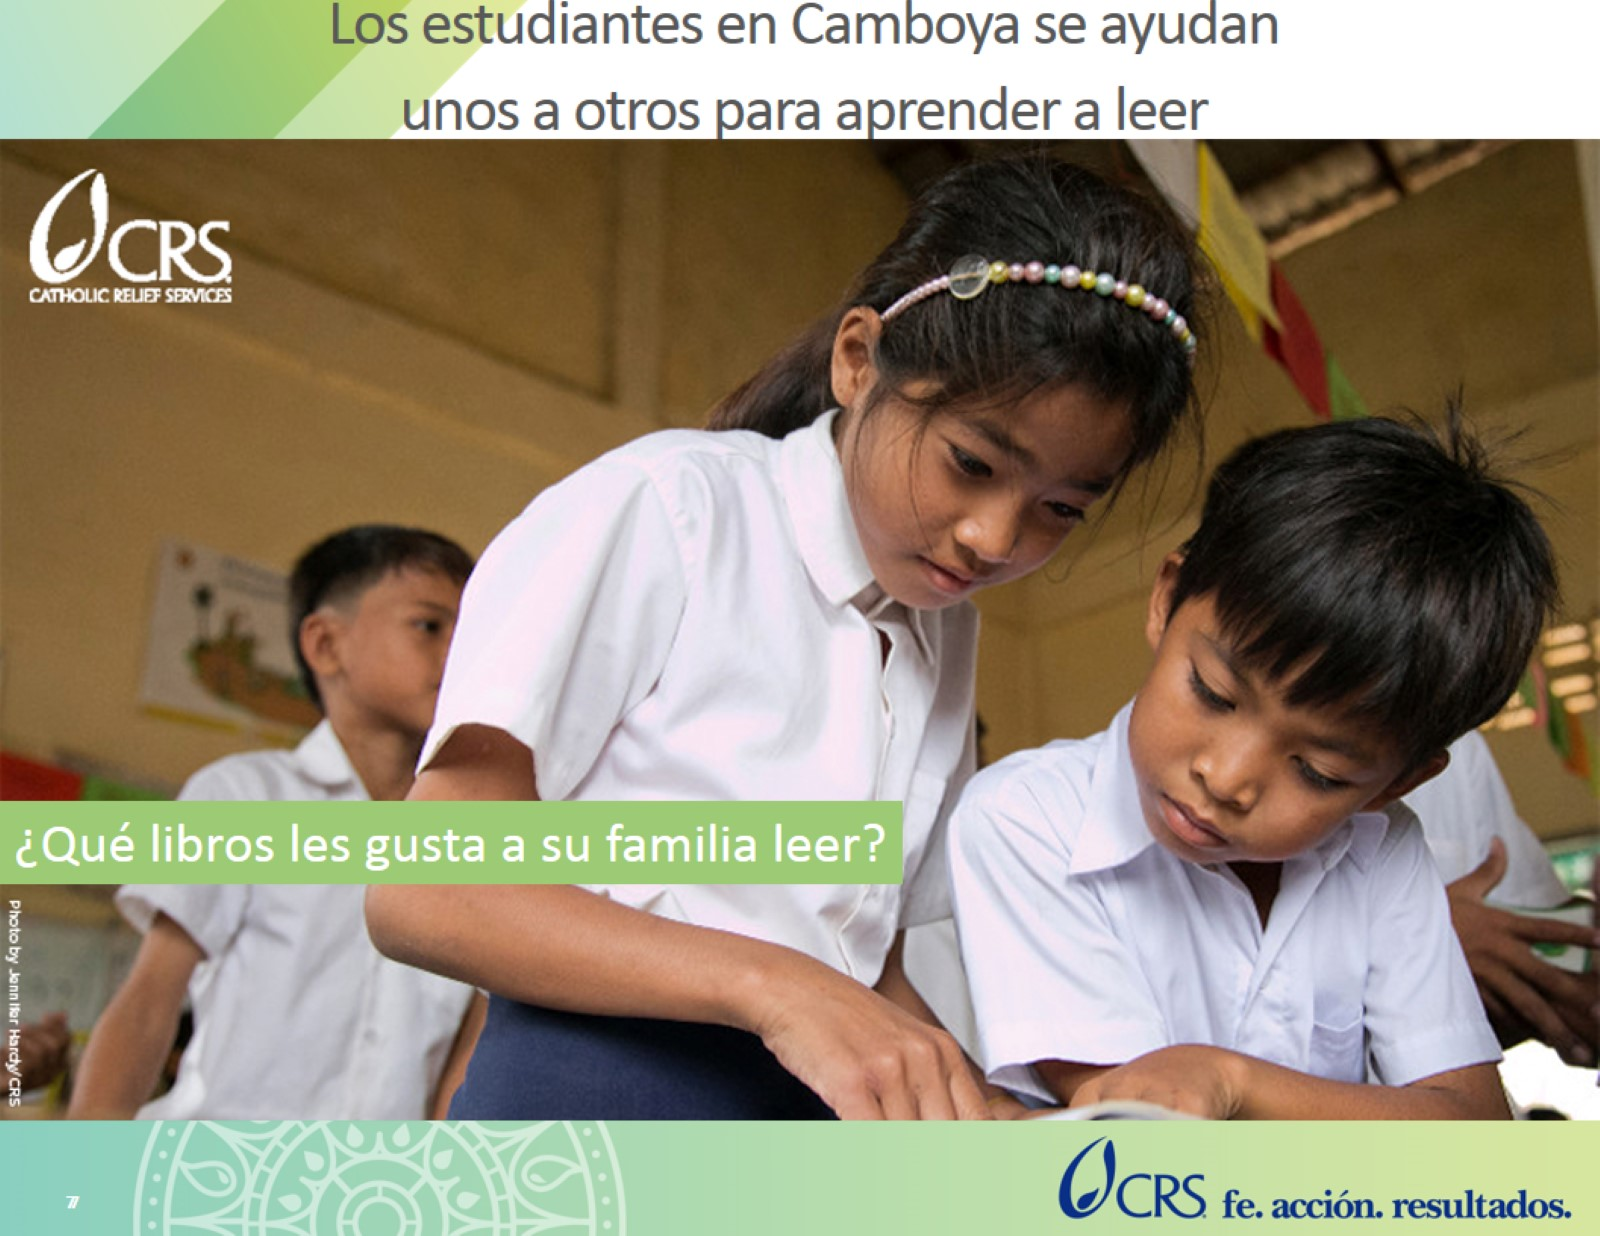 Los estudiantes en Camboya se ayudan
unos a otros para aprender a leer
CRS
CATHOLIC RELIEF SERVICES
¿Qué libros les gusta a su familia leer?
Photo by Jennifer Hardy/CRS
CRS fe. acción. resultados.